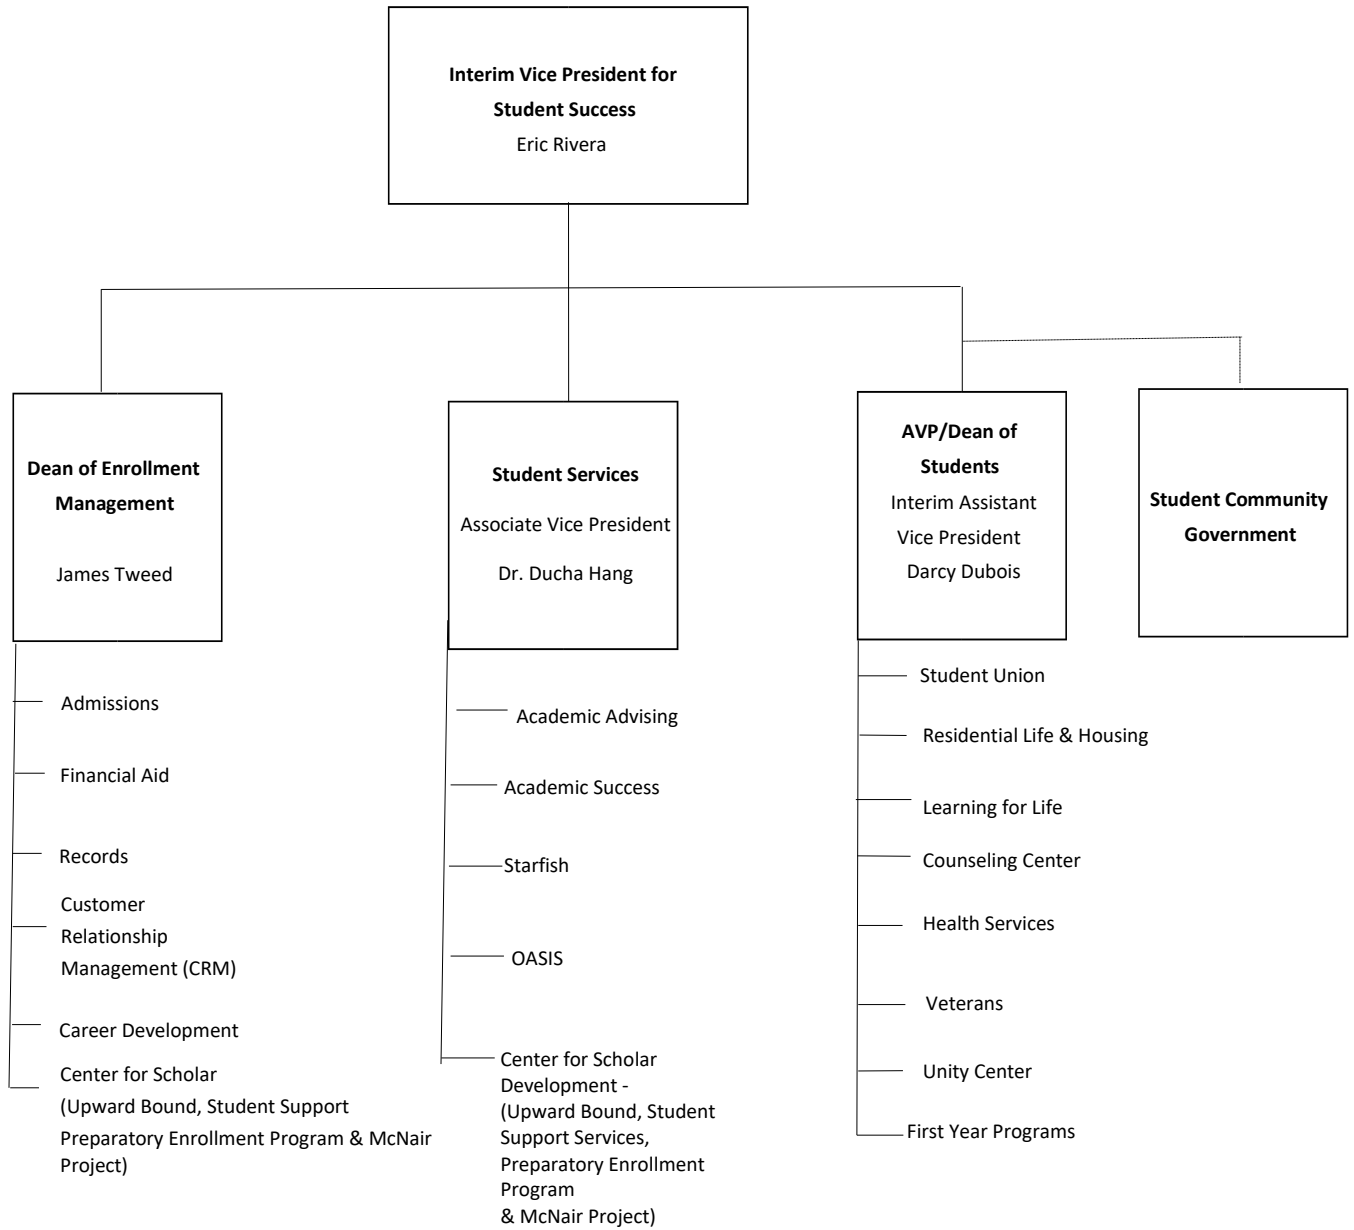 Interim Vice President for
Student Success
Eric Rivera
Dean of Enrollment
Management
James Tweed
Student Services
Associate Vice President
Dr. Ducha Hang
AVP/Dean of
Students
Interim Assistant
Vice President
Darcy Dubois
Student Community
Government
Admissions
Financial Aid
Records
Customer
Relationship
Management (CRM)
Career Development
Center for Scholar
(Upward Bound, Student Support
Preparatory Enrollment Program & McNair
Project)
Academic Advising
Academic Success
Starfish
OASIS
Center for Scholar
Development -
(Upward Bound, Student
Support Services,
Preparatory Enrollment
Program
& McNair Project)
Student Union
Residential Life & Housing
Learning for Life
Counseling Center
Health Services
Veterans
Unity Center
First Year Programs